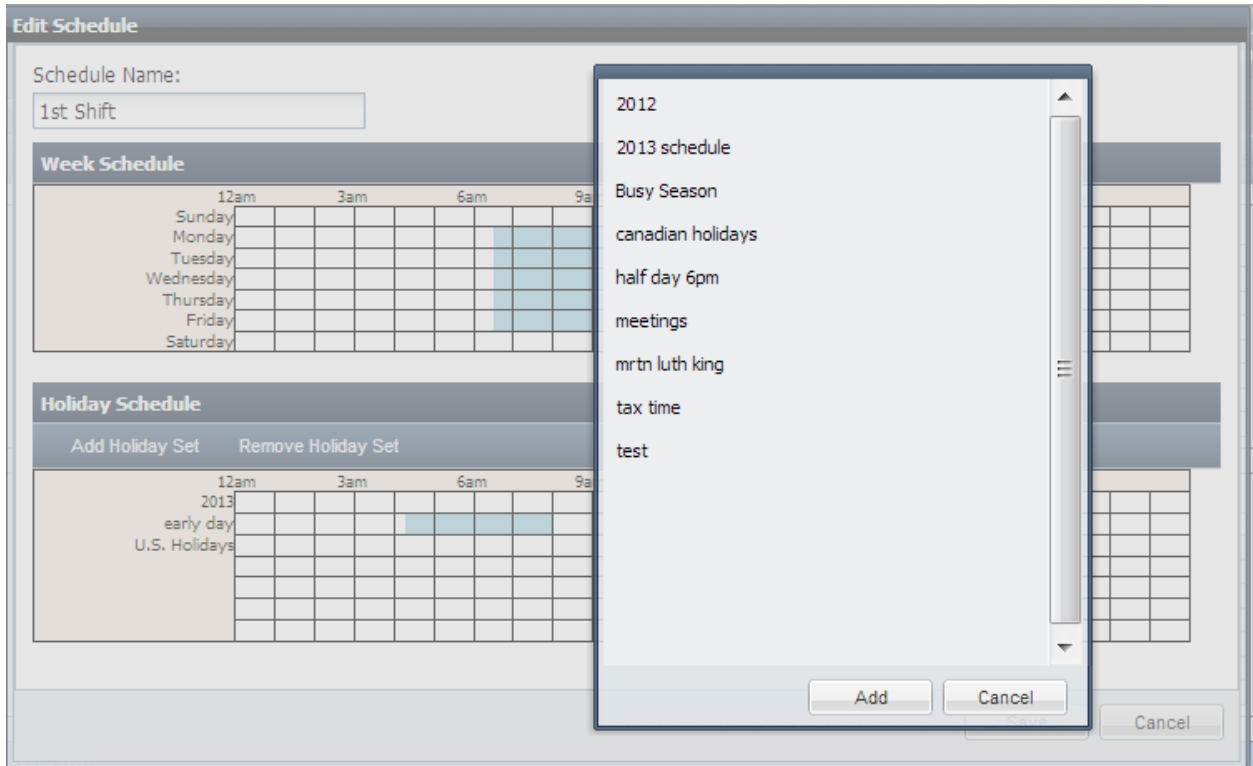 Edit Schedule
Schedule Name:
1st Shift
Week Schedule
12am 3am 6am
Sunday
Monday
Tuesday
Wednesday
Thursday
Friday
Saturday
Holiday Schedule
Add Holiday Set Remove Holiday Set
12am 3am 6am
2013
early day
U.S. Holidays
2012
2013 schedule
Busy Season
canadian holidays
half day 6pm
meetings
mrtn luth king
tax time
test
Add Cancel
Save Cancel